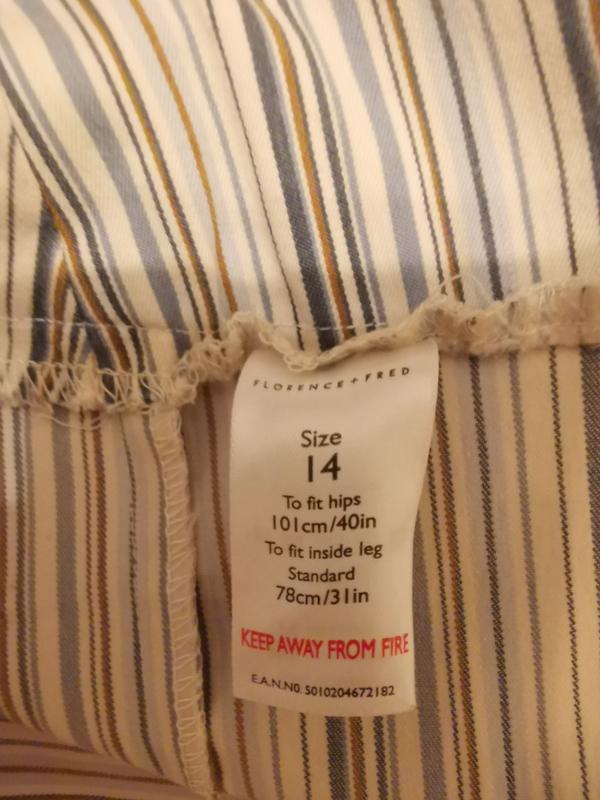 FLORENCE+FRED
Size
14
To fit hips
101cm/40in
To fit inside leg
Standard
78cm/31in
KEEP AWAY FROM FIRE
E.A.N.N0. 5010204672182